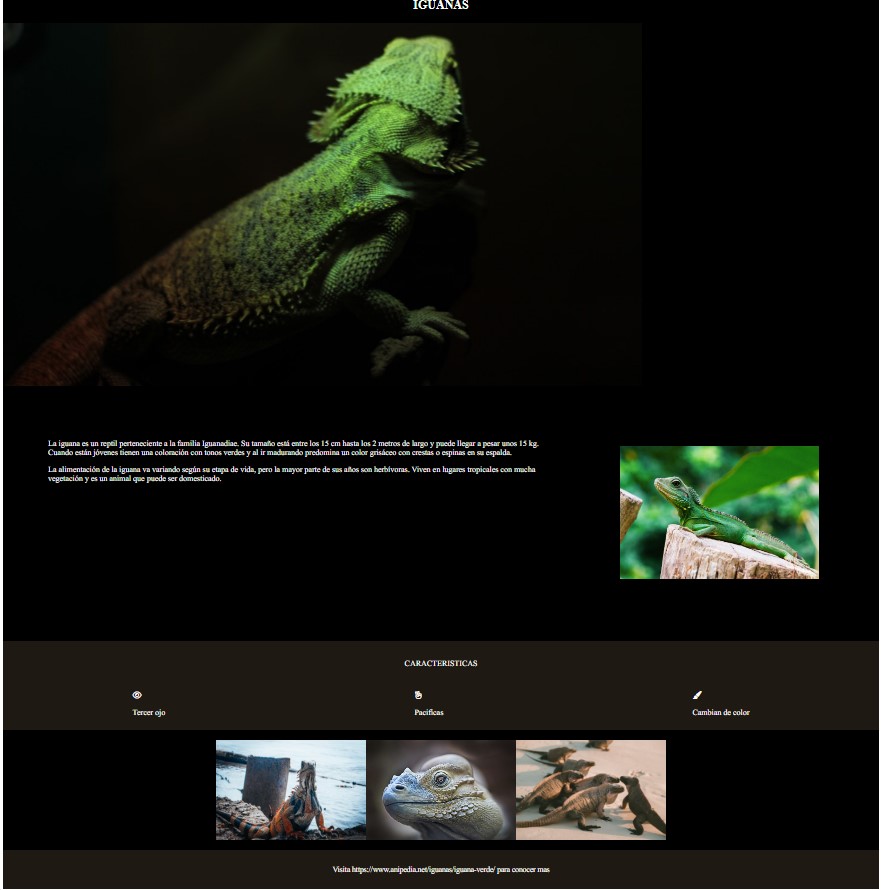 IGUANAS
La iguana es un reptil perteneciente a la familia Iguanadiae. Su tamaño está entre los 15 cm hasta los 2 metros de largo y puede llegar a pesar unos 15 kg.
Cuando están jóvenes tienen una coloración con tonos verdes y al ir madurando predomina un color grisáceo con crestas o espinas en su espalda.
La alimentación de la iguana va variando según su etapa de vida, pero la mayor parte de sus años son herbívoras. Viven en lugares tropicales con mucha
vegetación y es un animal que puede ser domesticado.
CARACTERISTICAS
Tercer ojo
Pacificas
Cambian de color
Visita https://www.anipedia.net/iguanas/iguana-verde/ para conocer mas